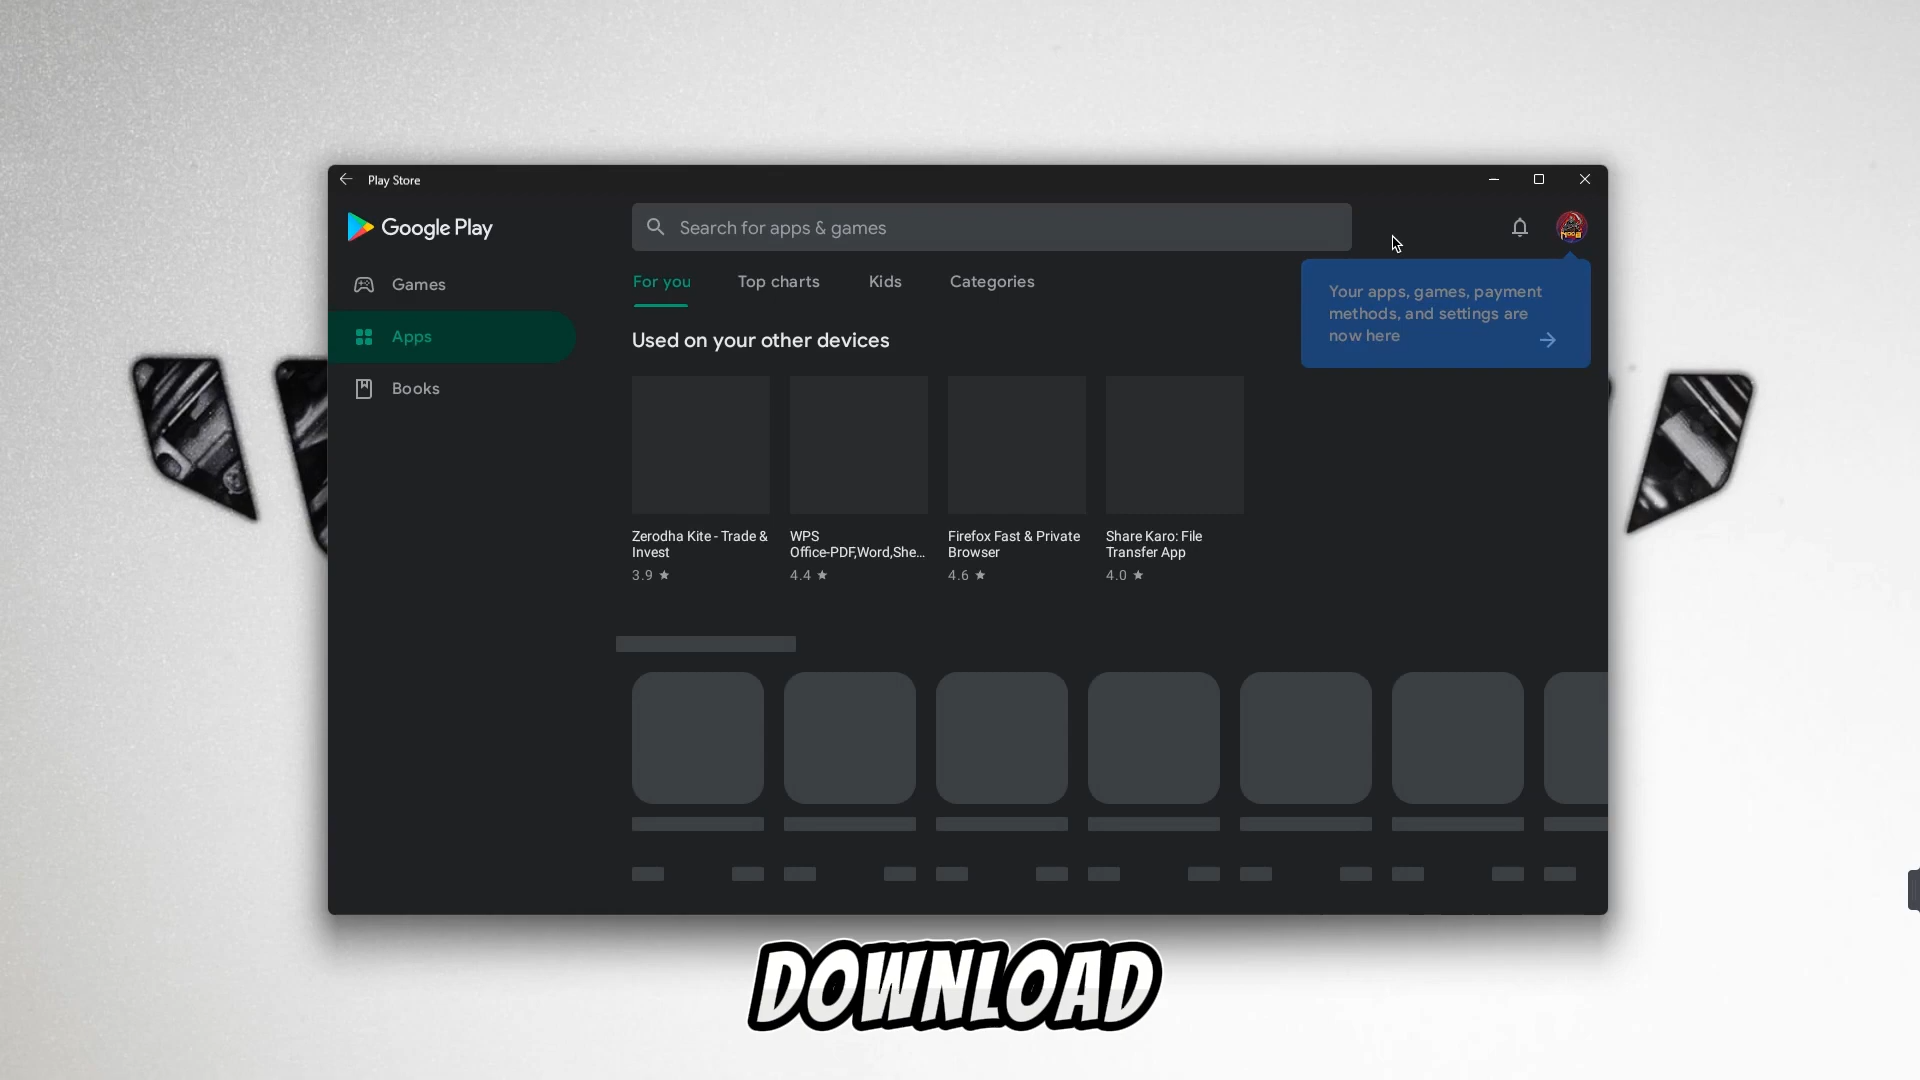 Play Store
Google Play
Search for apps & games
Games
Apps
Books
For you
Top charts
Kids
Categories
Your apps, games, payment
methods, and settings are
now here
Used on your other devices
Zerodha Kite - Trade &
Invest
3.9 ★
WPS
Office-PDF,Word,She...
4.4 ★
Firefox Fast & Private
Browser
4.6 ★
Share Karo: File
Transfer App
4.0 ★
DOWNLOAD